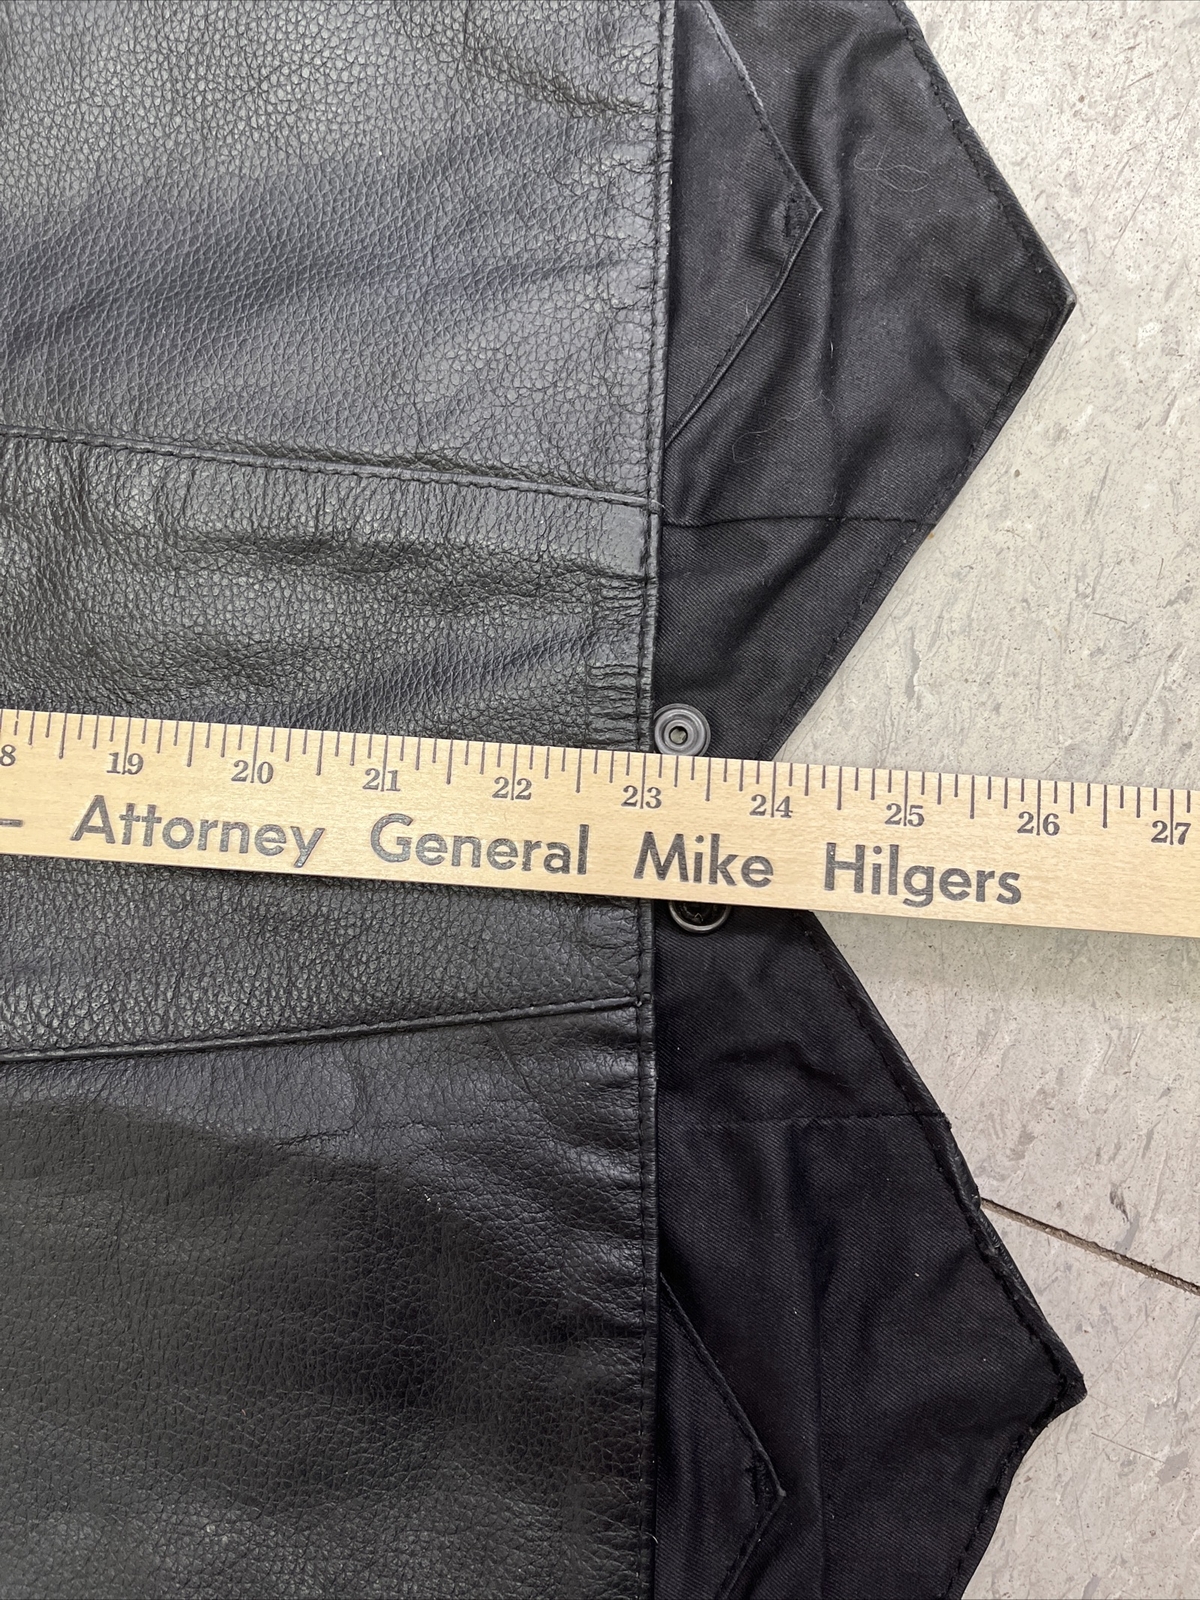 8 19 20 21 22 23 24 25 26 27
– Attorney General Mike Hilgers